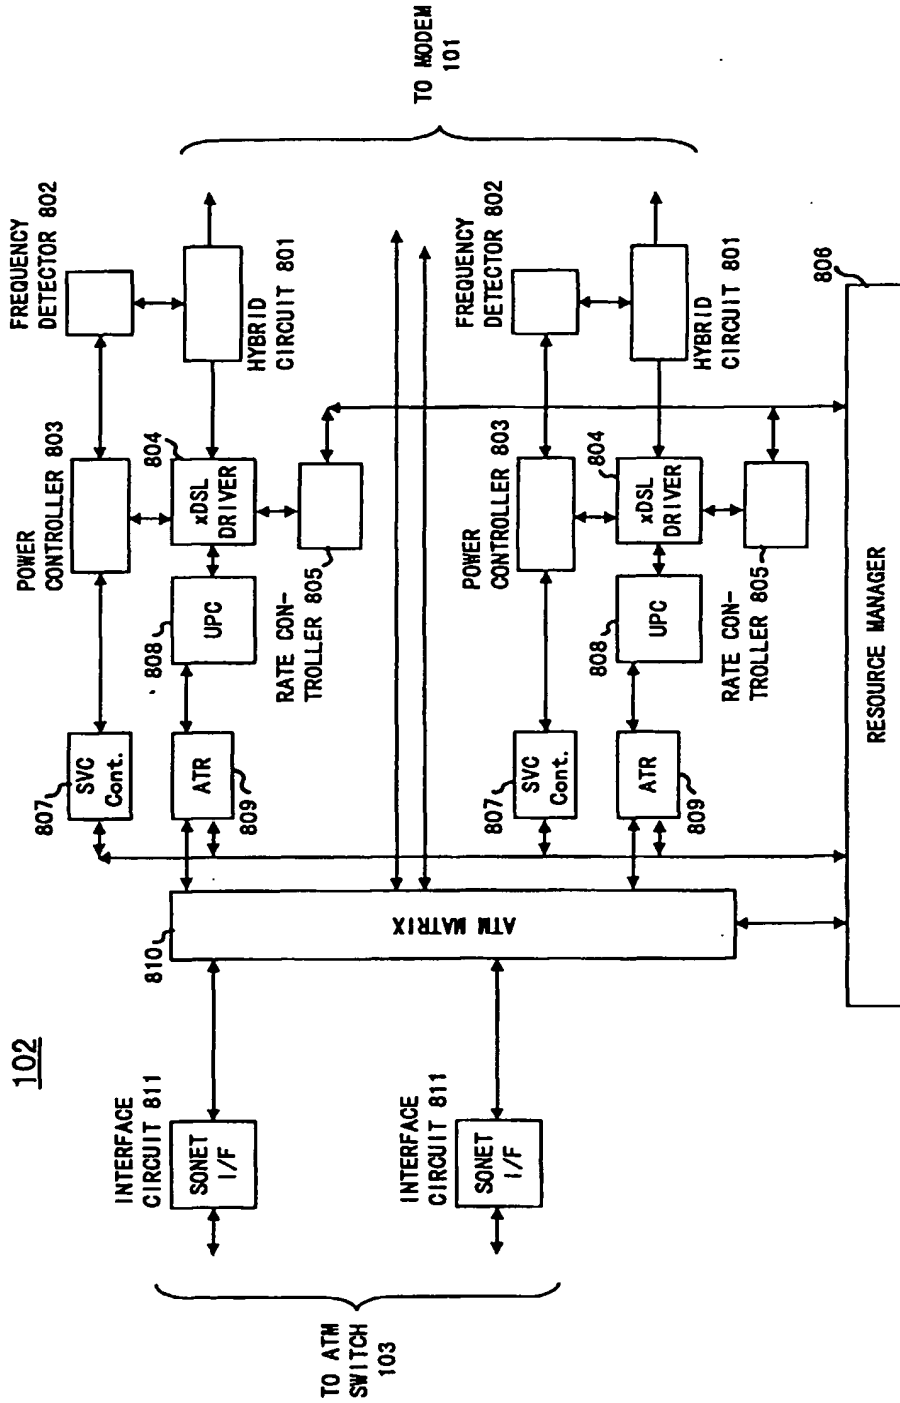 102
TO ATM
SWITCH
103
INTERFACE
CIRCUIT 811
SONET
I/F
INTERFACE
CIRCUIT 811
SONET
I/F
810
ATM MATRIX
807
SVC
Cont.
ATR
809
808
UPC
POWER
CONTROLLER 803
804
xDSL
DRIVER
RATE CON-
TROLLER 805
FREQUENCY
DETECTOR 802
HYBRID
CIRCUIT 801
807
SVC
Cont.
ATR
809
808
UPC
POWER
CONTROLLER 803
804
xDSL
DRIVER
RATE CON-
TROLLER 805
FREQUENCY
DETECTOR 802
HYBRID
CIRCUIT 801
TO MODEM
101
806
RESOURCE MANAGER